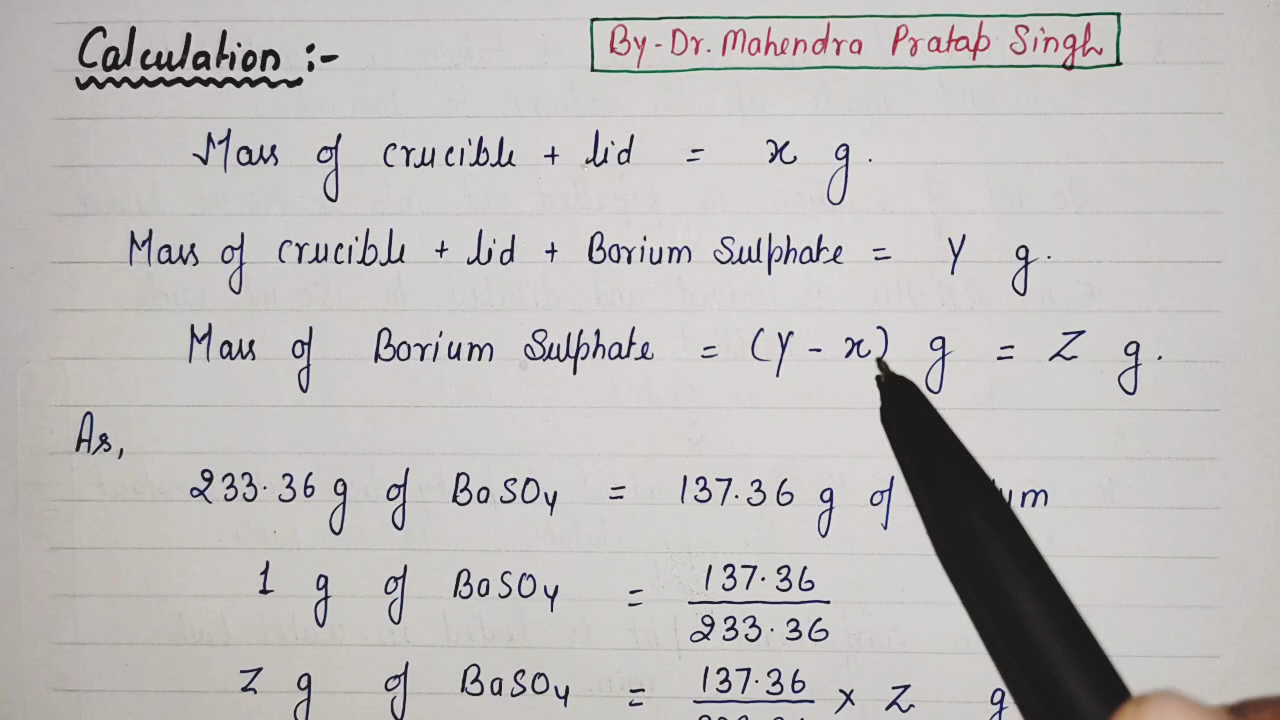 Calculation :-
By-Dr. Mahendra Pratap Singh
Mass of crucible + lid = x g.
Mass of crucible + lid + Barium Sulphate = Y g.
Mass of Barium Sulphate = (Y - x) g = Z g.
As,
233.36 g of BaSO4 = 137.36 g of
1 g of BaSO4 = 137.36 / 233.36
Z g of BaSO4 = 137.36 × Z g